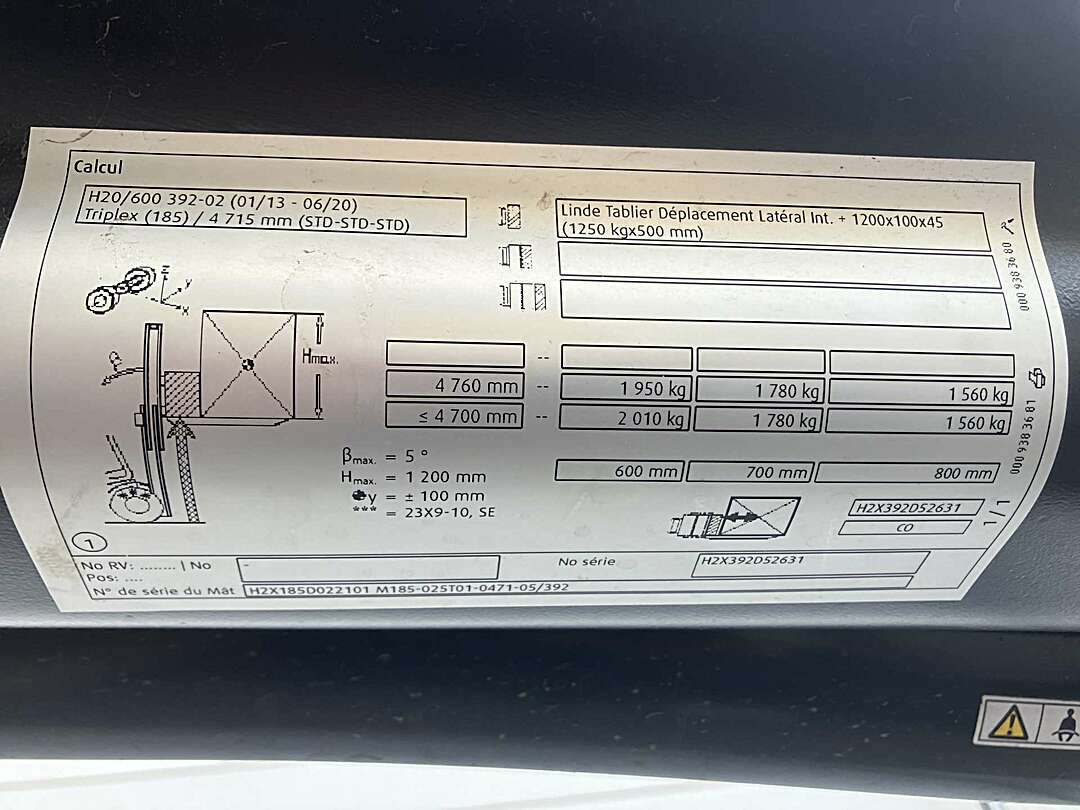 Calcul
H20/600 392-02 (01/13 - 06/20)
Triplex (185) / 4 715 mm (STD-STD-STD)
Linde Tablier Déplacement Latéral Int. + 1200x100x45
(1250 kgx500 mm)
000 938 36 80
z
y
x
β
Hmax.
4 760 mm -- 1 950 kg 1 780 kg 1 560 kg
≤ 4 700 mm -- 2 010 kg 1 780 kg 1 560 kg
600 mm 700 mm 800 mm
000 938 36 81
βmax. = 5 °
Hmax. = 1 200 mm
y = ± 100 mm
*** = 23X9-10, SE
***
H2X392D52631
CO
1/1
1
No RV: ........ | No -
Pos: ....
No série H2X392D52631
N° de série du Mât H2X185D022101 M185-025T01-0471-05/392